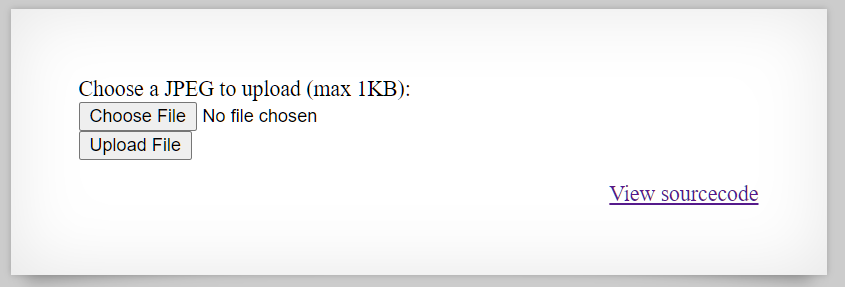 Choose a JPEG to upload (max 1KB):
Choose File No file chosen
Upload File
View sourcecode